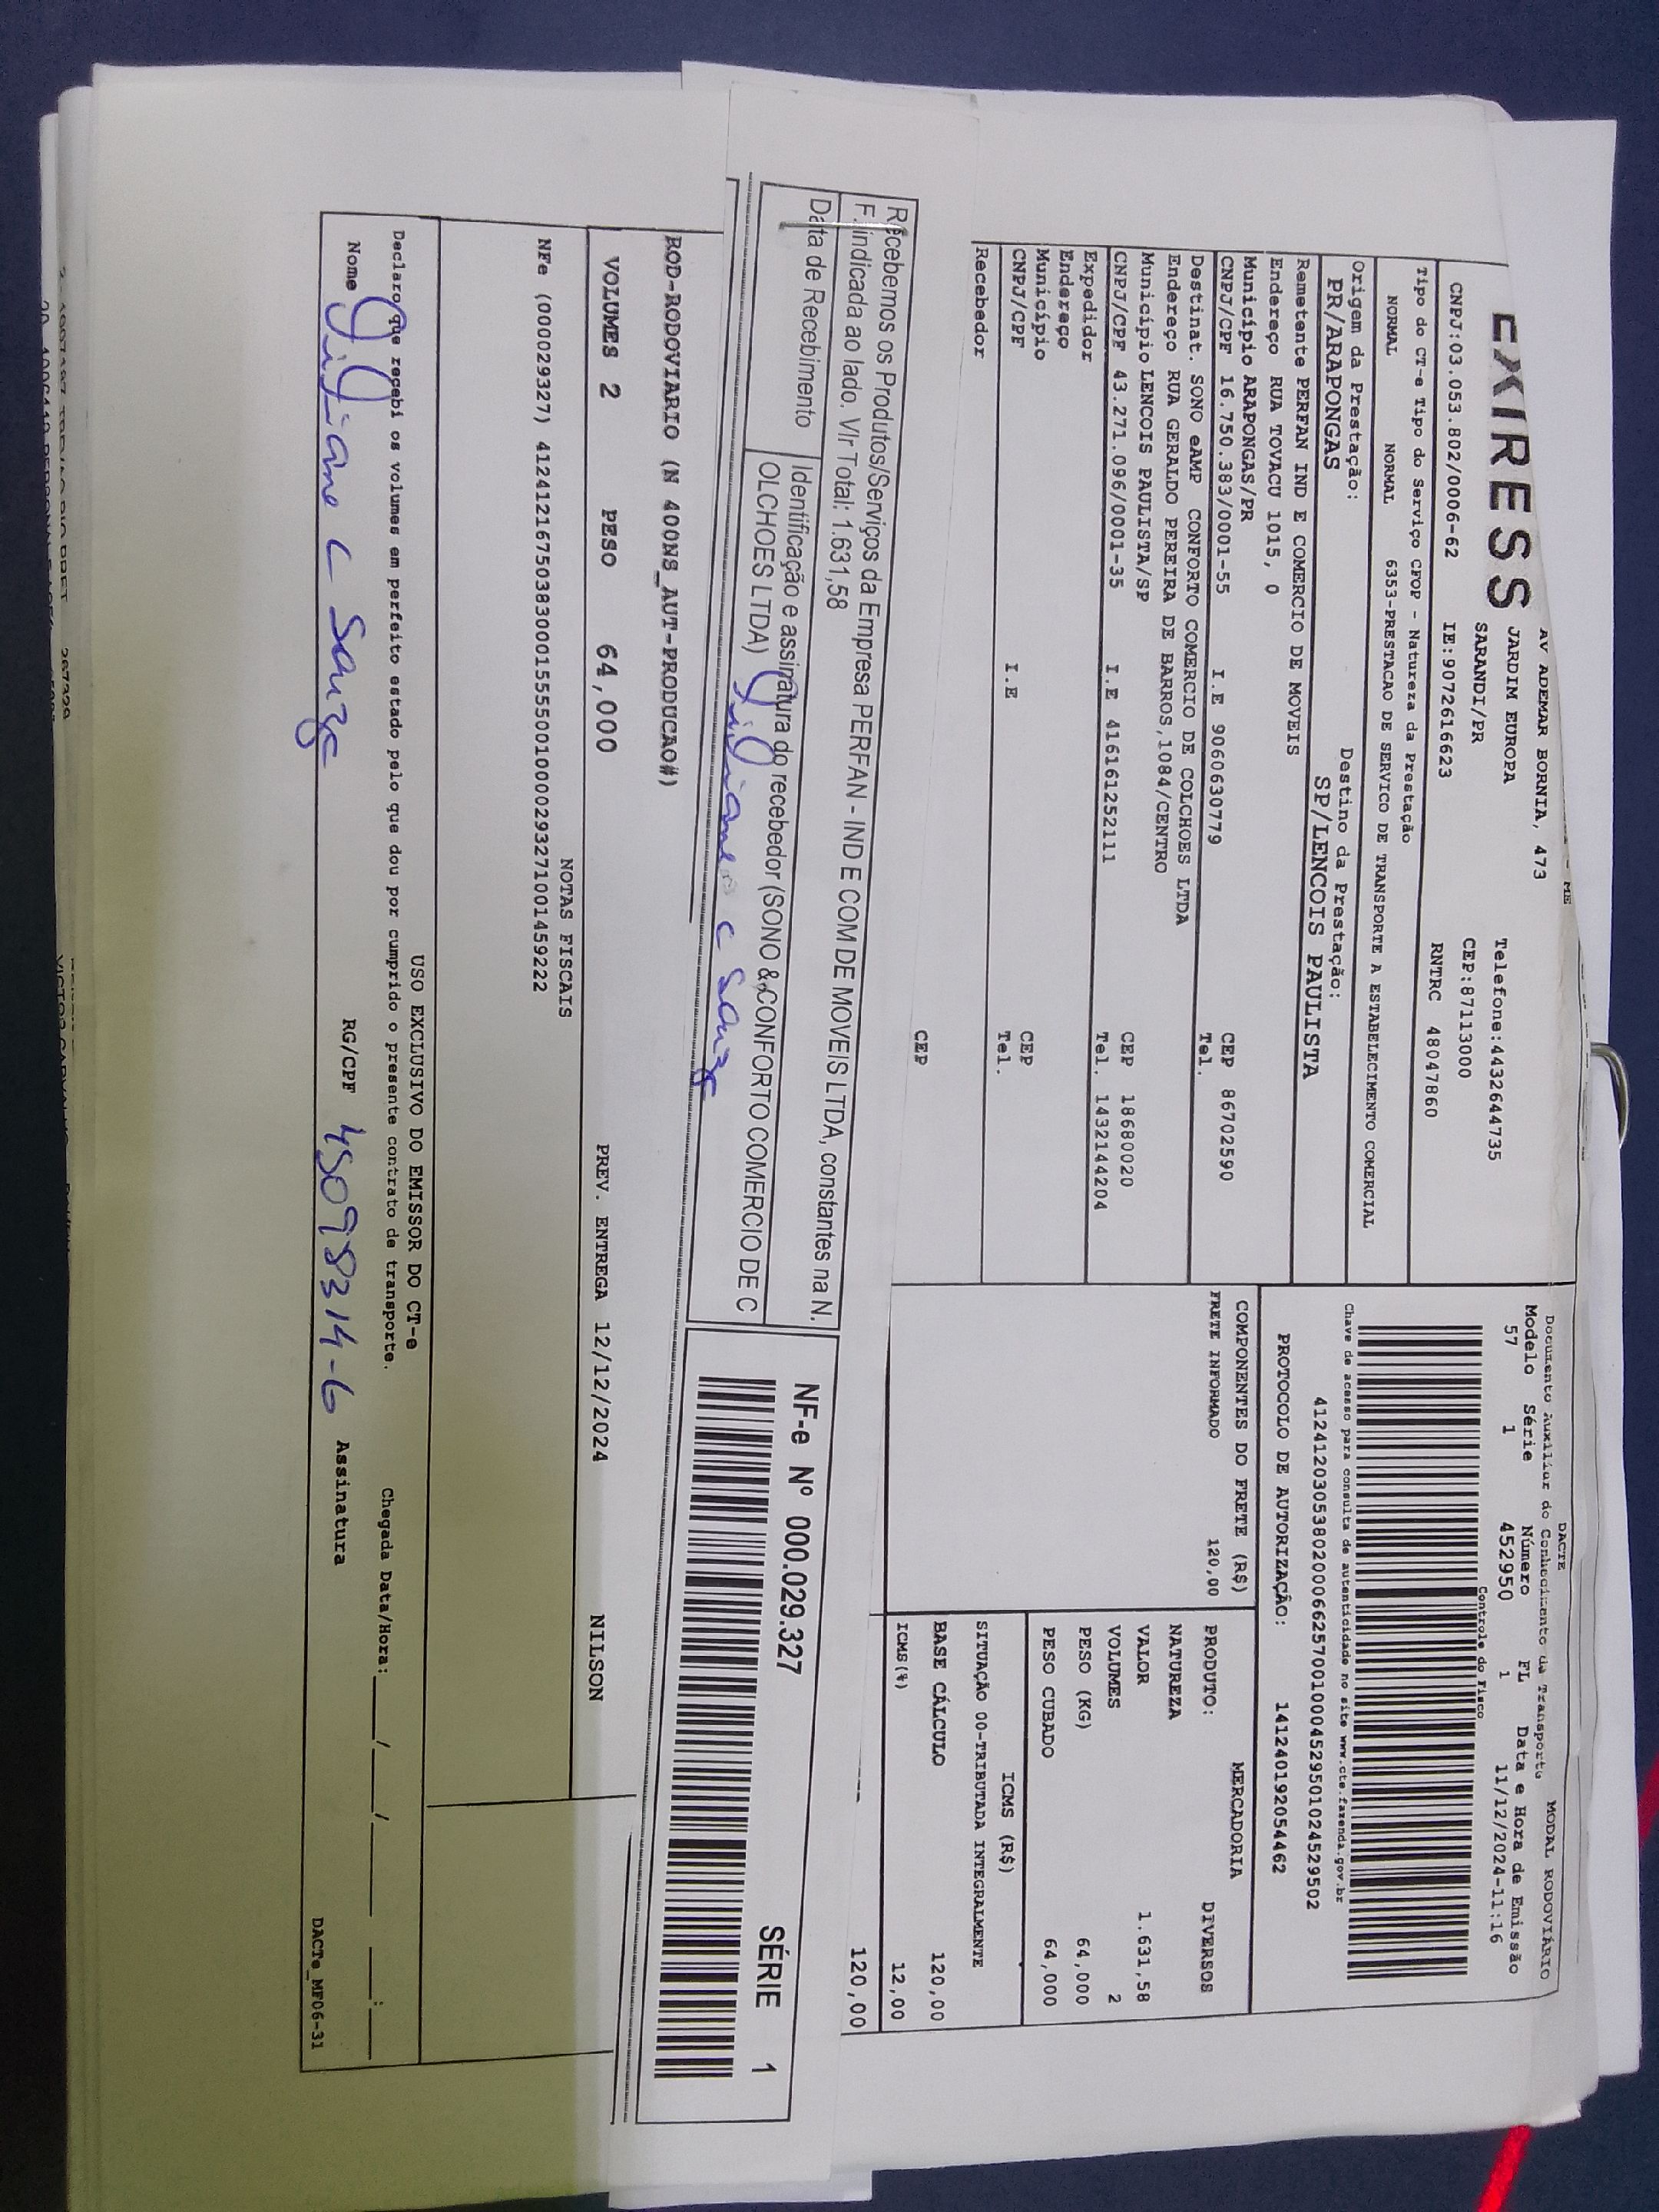 EXPRESS
AV ADEMAR BORNIA, 473
JARDIM EUROPA
SARANDI/PR
Telefone:4432644735
CEP:87113000
CNPJ:03.053.802/0006-62 IE:9072616623 RNTRC 48047860
Tipo do CT-e Tipo do Serviço CFOP - Natureza da Prestação
NORMAL NORMAL 6353-PRESTACAO DE SERVICO DE TRANSPORTE A ESTABELECIMENTO COMERCIAL
Origem da Prestação: Destino da Prestação:
PR/ARAPONGAS SP/LENCOIS PAULISTA
Remetente PERFAN IND E COMERCIO DE MOVEIS
Endereço RUA TOVACU 1015, 0
Município ARAPONGAS/PR CEP 86702590
CNPJ/CPF 16.750.383/0001-55 I.E 9060630779 Tel.
Destinat. SONO eAMP CONFORTO COMERCIO DE COLCHOES LTDA
Endereço RUA GERALDO PEREIRA DE BARROS,1084/CENTRO
Município LENCOIS PAULISTA/SP CEP 18680020
CNPJ/CPF 43.271.096/0001-35 I.E 416161252111 Tel. 1432144204
Expedidor
Endereço
Município CEP
CNPJ/CPF I.E Tel.
Recebedor
CEP
DACTE
Documento Auxiliar do Conhecimento de Transporte MODAL RODOVIÁRIO
Modelo Série Número FL Data e Hora de Emissão
57 1 452950 1 11/12/2024-11:16
Controle do Fisco
Chave de acesso para consulta de autenticidade no site www.cte.fazenda.gov.br
41241203053802000662570010004529501024529502
PROTOCOLO DE AUTORIZAÇÃO: 141240192054462
COMPONENTES DO FRETE (R$)
FRETE INFORMADO 120,00
MERCADORIA
PRODUTO: DIVERSOS
NATUREZA
VALOR 1.631,58
VOLUMES 2
PESO (KG) 64,000
PESO CUBADO 64,000
ICMS (R$)
SITUAÇÃO 00-TRIBUTADA INTEGRALMENTE
BASE CÁLCULO 120,00
ICMS(%) 12,00
120,00
Recebemos os Produtos/Serviços da Empresa PERFAN - IND E COM DE MOVEIS LTDA, constantes na N.
F. indicada ao lado. Vlr Total: 1.631,58
Data de Recebimento
Identificação e assinatura do recebedor (SONO & CONFORTO COMERCIO DE C
OLCHOES LTDA)
C Souza
NF-e Nº 000.029.327 SÉRIE 1
ROD-RODOVIARIO (N 400NS_AUT-PRODUCAO#)
VOLUMES 2 PESO 64,000 PREV. ENTREGA 12/12/2024 NILSON
NOTAS FISCAIS
NFe (000029327) 41241216750383000155550010000293271001459222
USO EXCLUSIVO DO EMISSOR DO CT-e
Declaro que recebi os volumes em perfeito estado pelo que dou por cumprido o presente contrato de transporte. Chegada Data/Hora:___/___/_____ ___:___
Nome C Souza RG/CPF 45098314-6 Assinatura
DACTe_MF06-31